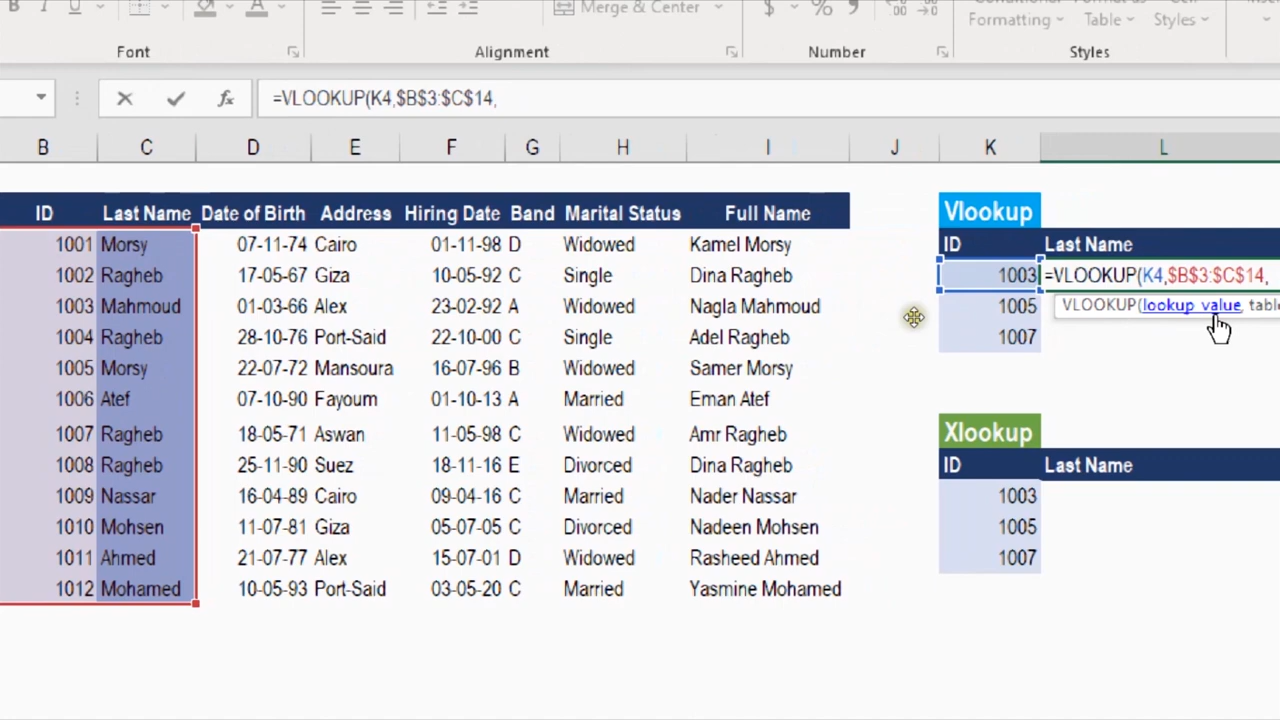 B I U Merge & Center $ % Conditional Format as Cell
Formatting Table Styles
Font Alignment Number Styles
fx =VLOOKUP(K4,$B$3:$C$14,
B C D E F G H I J K L
ID Last Name Date of Birth Address Hiring Date Band Marital Status Full Name Vlookup
1001 Morsy 07-11-74 Cairo 01-11-98 D Widowed Kamel Morsy ID Last Name
1002 Ragheb 17-05-67 Giza 10-05-92 C Single Dina Ragheb 1003 =VLOOKUP(K4,$B$3:$C$14,
1003 Mahmoud 01-03-66 Alex 23-02-92 A Widowed Nagla Mahmoud 1005 VLOOKUP(lookup_value, table
1004 Ragheb 28-10-76 Port-Said 22-10-00 C Single Adel Ragheb 1007
1005 Morsy 22-07-72 Mansoura 16-07-96 B Widowed Samer Morsy
1006 Atef 07-10-90 Fayoum 01-10-13 A Married Eman Atef
1007 Ragheb 18-05-71 Aswan 11-05-98 C Widowed Amr Ragheb Xlookup
1008 Ragheb 25-11-90 Suez 18-11-16 E Divorced Dina Ragheb ID Last Name
1009 Nassar 16-04-89 Cairo 09-04-16 C Married Nader Nassar 1003
1010 Mohsen 11-07-81 Giza 05-07-05 C Divorced Nadeen Mohsen 1005
1011 Ahmed 21-07-77 Alex 15-07-01 D Widowed Rasheed Ahmed 1007
1012 Mohamed 10-05-93 Port-Said 03-05-20 C Married Yasmine Mohamed